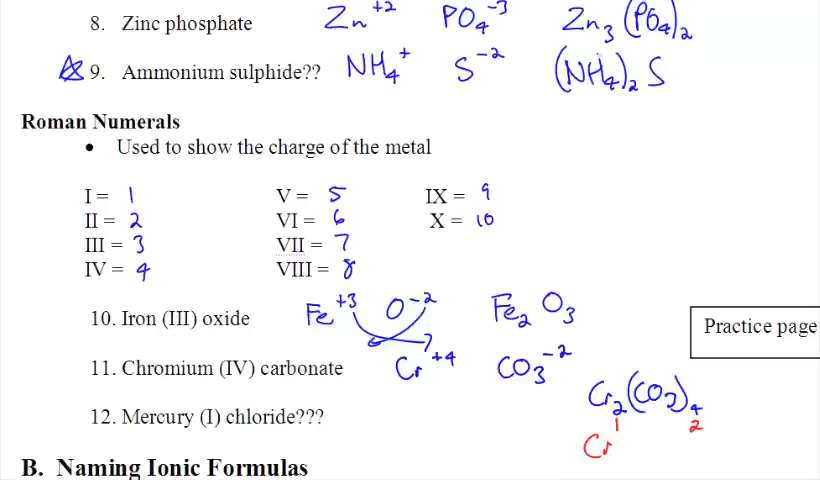 8. Zinc phosphate Zn+2 PO4-3 Zn3(PO4)2
9. Ammonium sulphide?? NH4+ S-2 (NH4)2S
Roman Numerals
• Used to show the charge of the metal
I = 1 V = 5 IX = 9
II = 2 VI = 6 X = 10
III = 3 VII = 7
IV = 4 VIII = 8
10. Iron (III) oxide Fe+3 O-2 Fe2O3
Practice page
11. Chromium (IV) carbonate Cr+4 CO3-2
Cr2(CO3)4
12. Mercury (I) chloride???
1 2
Cr
B. Naming Ionic Formulas